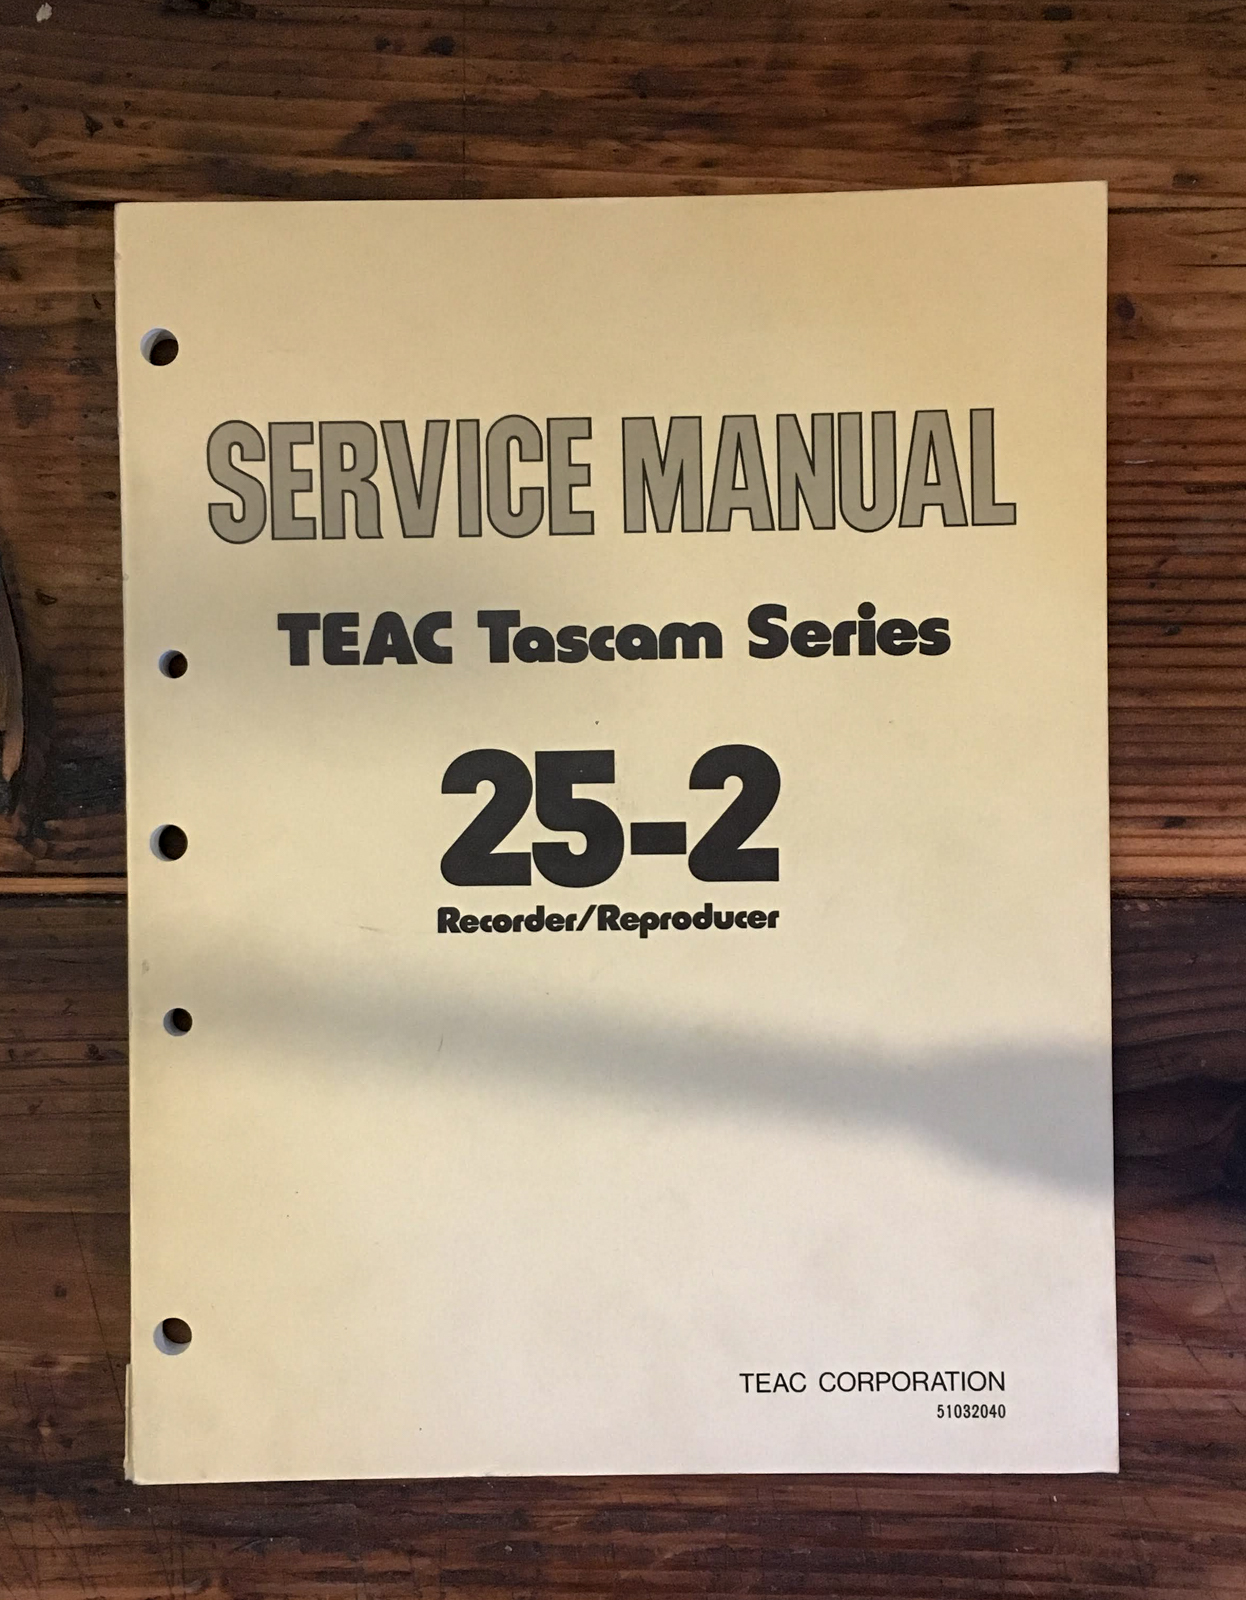 SERVICE MANUAL
TEAC Tascam Series
25-2
Recorder/Reproducer
TEAC CORPORATION
51032040